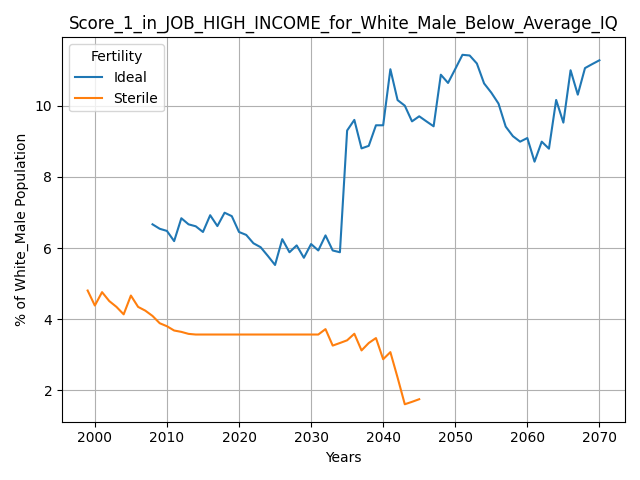 Score_1_in_JOB_HIGH_INCOME_for_White_Male_Below_Average_IQ
Fertility
Ideal
Sterile
% of White_Male Population
10
8
6
4
2
2000 2010 2020 2030 2040 2050 2060 2070
Years